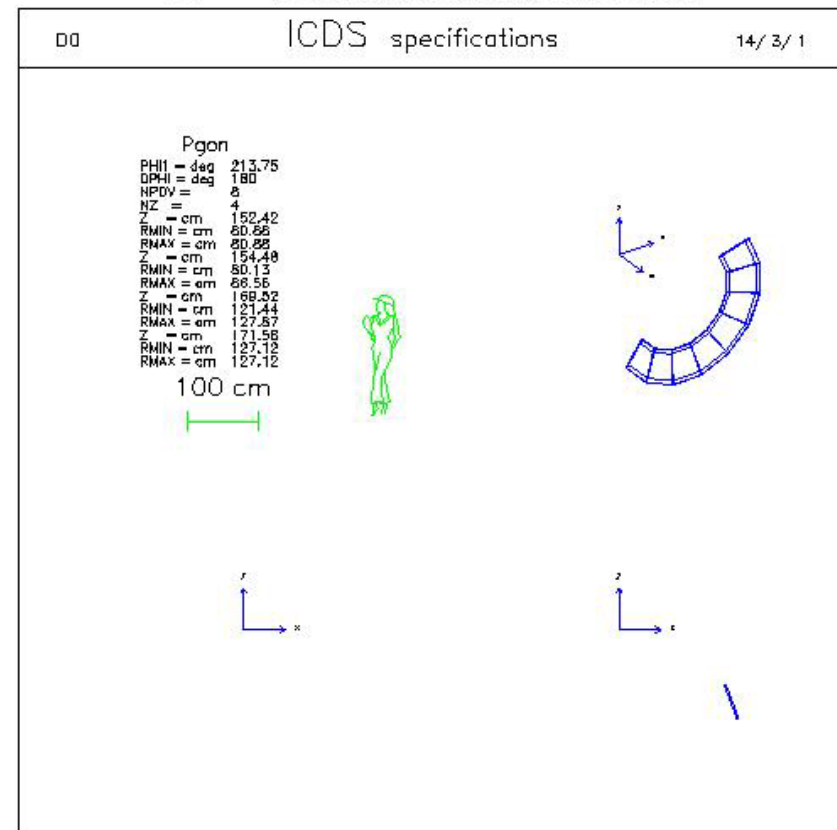 D0 ICDS specifications 14/ 3/ 1
Pgon
PHI1 = deg 213.75
DPHI = deg 180
NPDV = 8
NZ = 4
Z = cm 152.42
RMIN = cm 80.88
RMAX = cm 80.88
Z = cm 154.48
RMIN = cm 80.13
RMAX = cm 86.56
Z = cm 169.52
RMIN = cm 121.44
RMAX = cm 127.87
Z = cm 171.58
RMIN = cm 127.12
RMAX = cm 127.12
100 cm
y
x
z